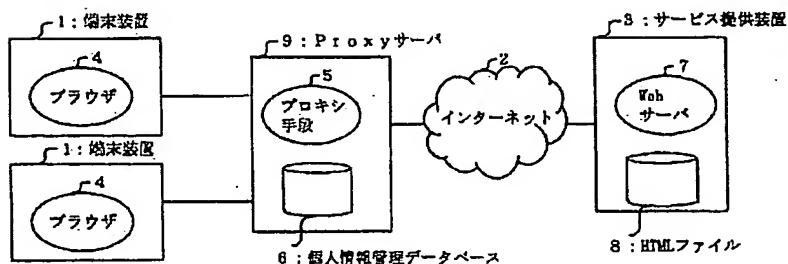 1：端末装置
4
ブラウザ
1：端末装置
4
ブラウザ
9：Ｐｒｏｘｙサーバ
5
プロキシ
手段
6：個人情報管理データベース
2
インターネット
3：サービス提供装置
7
Web
サーバ
8：HTMLファイル